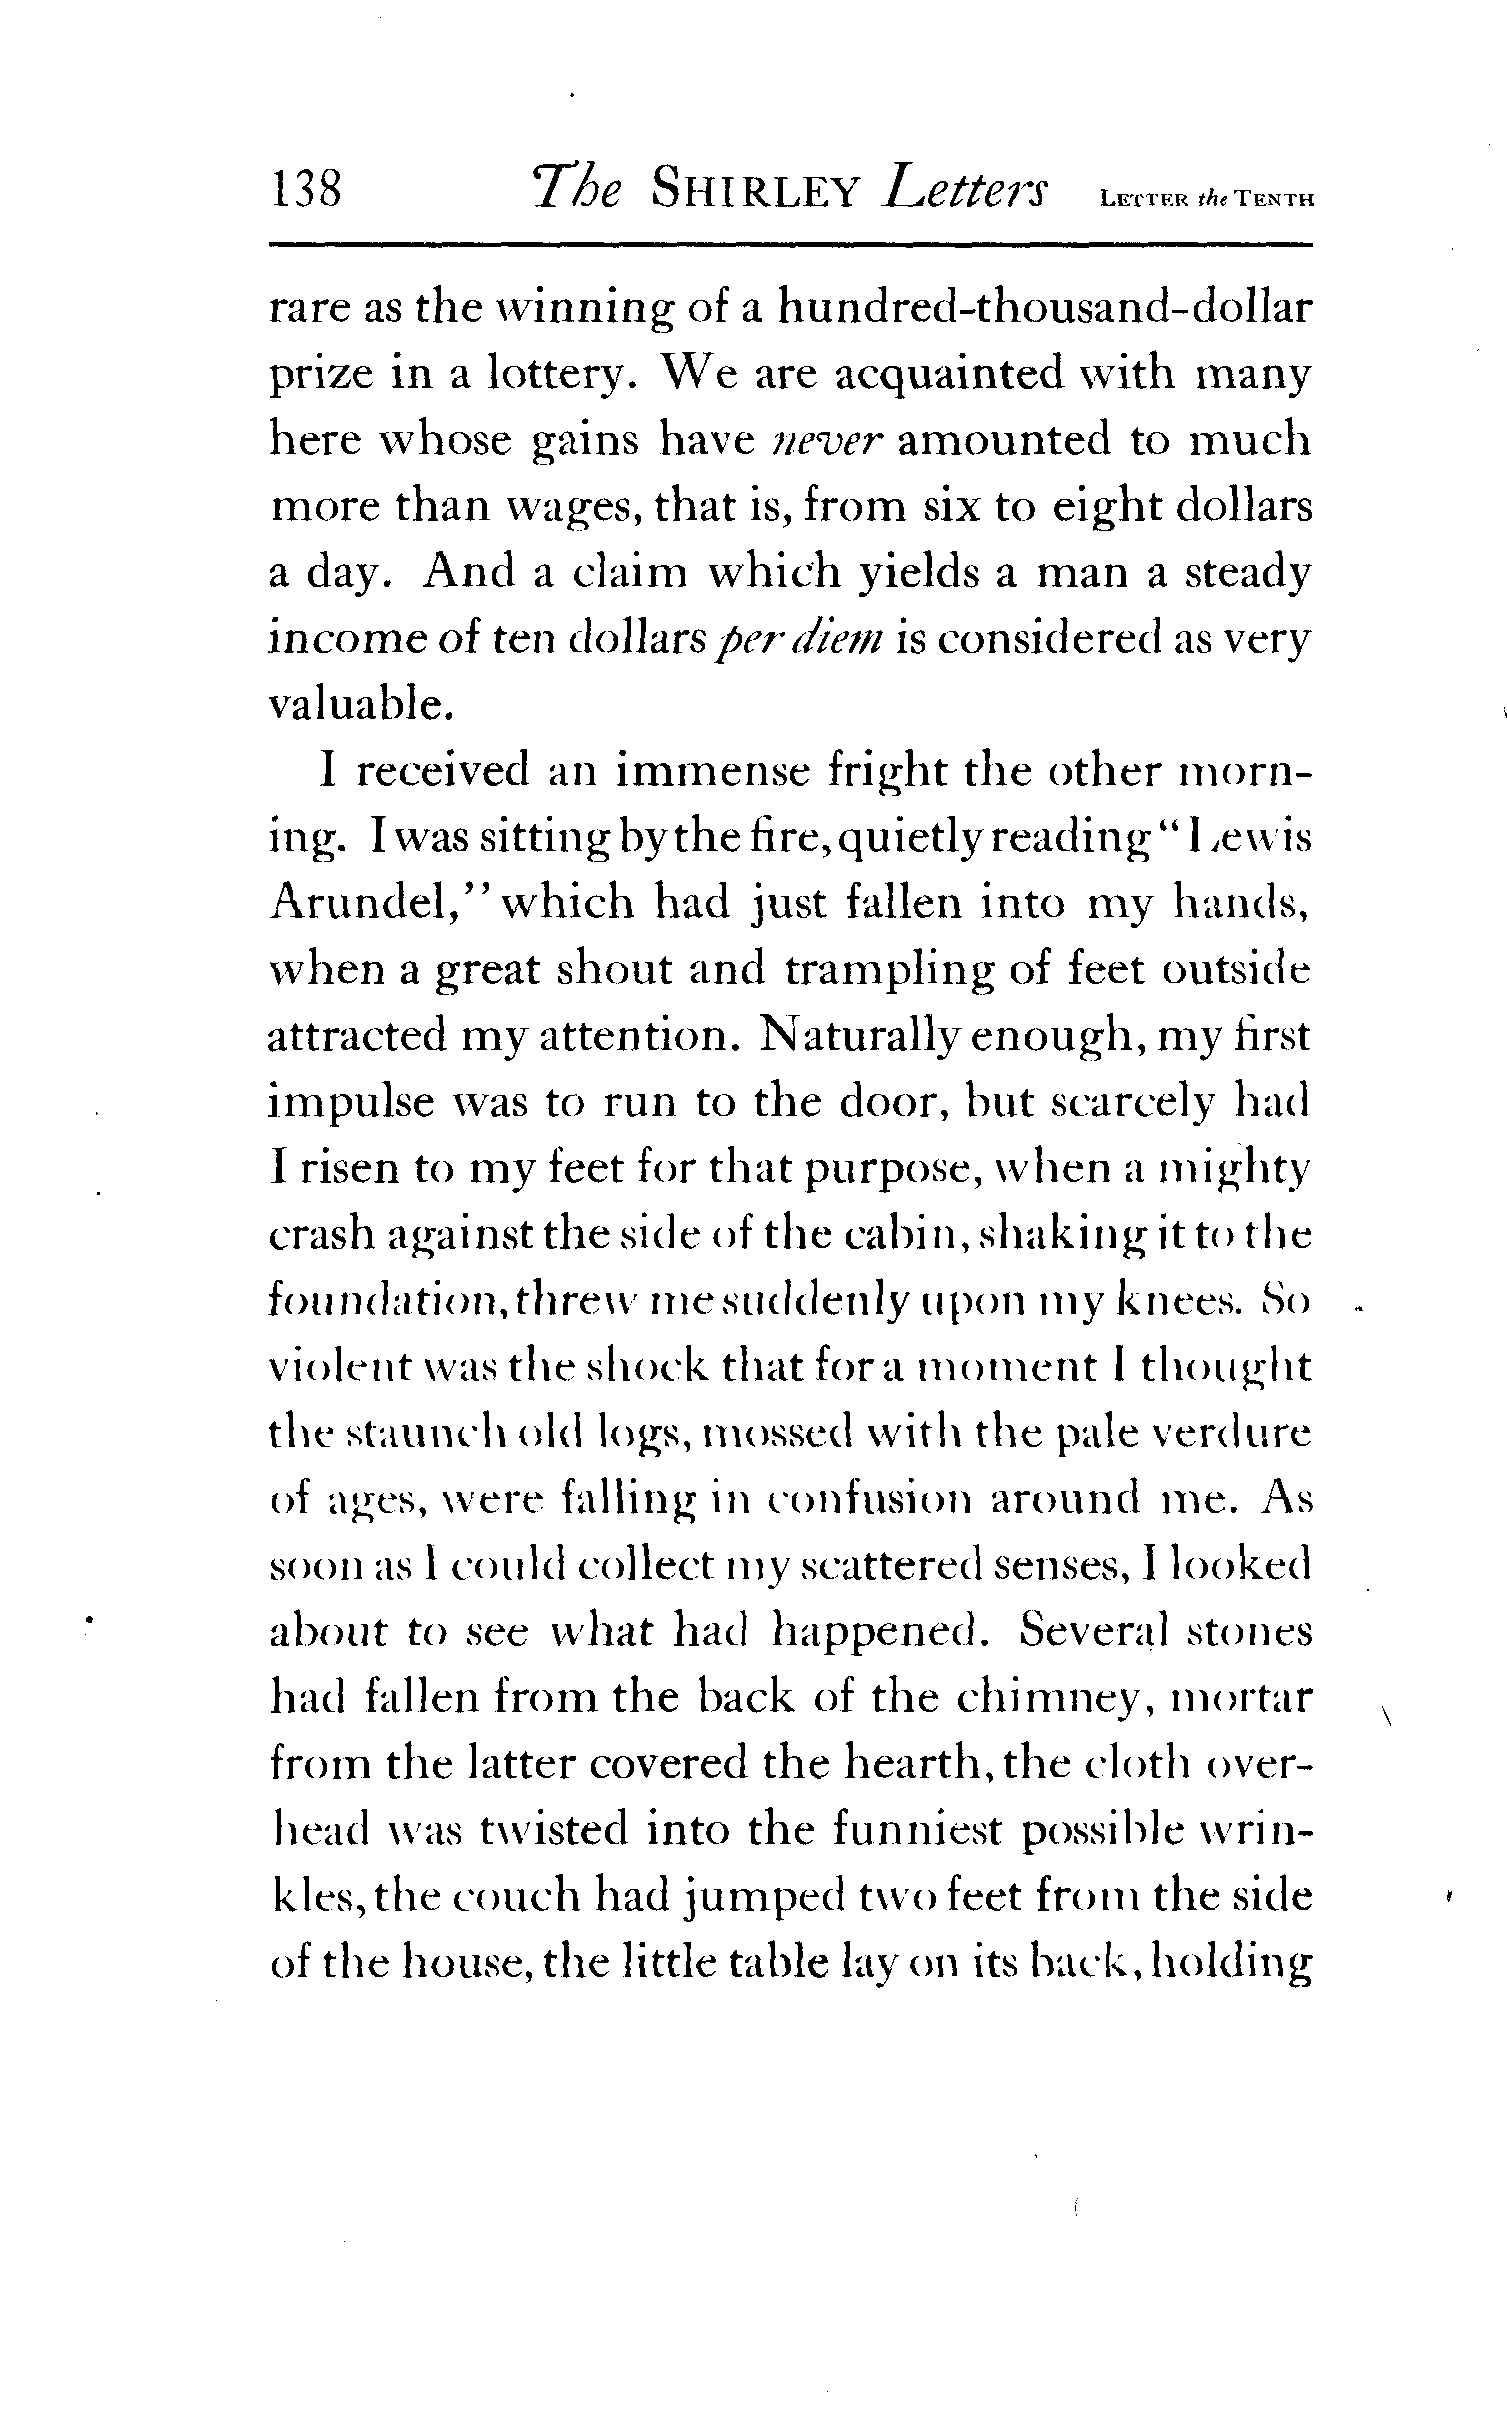 138 The SHIRLEY Letters LETTER the TENTH
rare as the winning of a hundred-thousand-dollar
prize in a lottery. We are acquainted with many
here whose gains have never amounted to much
more than wages, that is, from six to eight dollars
a day. And a claim which yields a man a steady
income of ten dollars per diem is considered as very
valuable.
I received an immense fright the other morn-
ing. I was sitting by the fire, quietly reading "Lewis
Arundel," which had just fallen into my hands,
when a great shout and trampling of feet outside
attracted my attention. Naturally enough, my first
impulse was to run to the door, but scarcely had
I risen to my feet for that purpose, when a mighty
crash against the side of the cabin, shaking it to the
foundation, threw me suddenly upon my knees. So
violent was the shock that for a moment I thought
the staunch old logs, mossed with the pale verdure
of ages, were falling in confusion around me. As
soon as I could collect my scattered senses, I looked
about to see what had happened. Several stones
had fallen from the back of the chimney, mortar
from the latter covered the hearth, the cloth over-
head was twisted into the funniest possible wrin-
kles, the couch had jumped two feet from the side
of the house, the little table lay on its back, holding